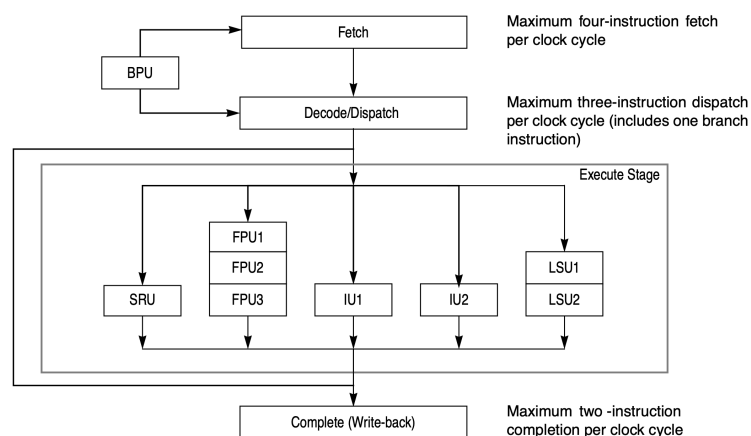 Fetch
Maximum four-instruction fetch
per clock cycle
BPU
Decode/Dispatch
Maximum three-instruction dispatch
per clock cycle (includes one branch
instruction)
Execute Stage
FPU1
FPU2
FPU3
LSU1
LSU2
SRU
IU1
IU2
Complete (Write-back)
Maximum two -instruction
completion per clock cycle